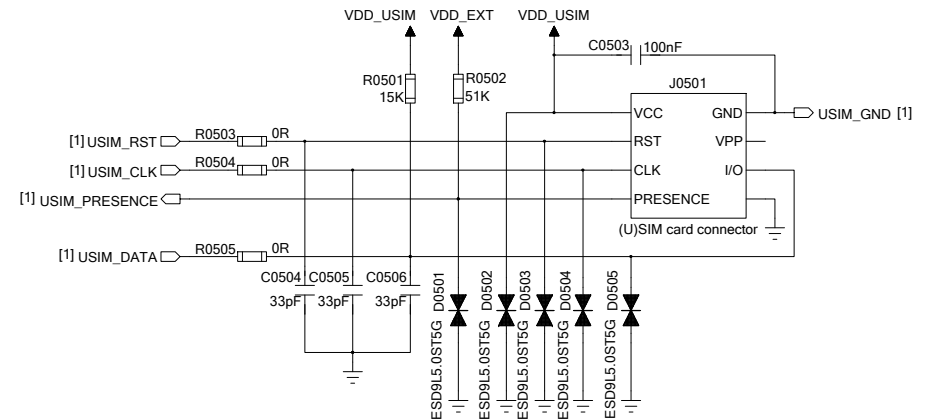 VDD_USIM VDD_EXT VDD_USIM
C0503 100nF
R0501 R0502 J0501
15K 51K
VCC GND USIM_GND [1]
[1] USIM_RST R0503 0R RST VPP
[1] USIM_CLK R0504 0R CLK I/O
[1] USIM_PRESENCE PRESENCE
(U)SIM card connector
[1] USIM_DATA R0505 0R
C0504 C0505 C0506
33pF 33pF 33pF
ESD9L5.0ST5G D0501
ESD9L5.0ST5G D0502
ESD9L5.0ST5G D0503
ESD9L5.0ST5G D0504
ESD9L5.0ST5G D0505